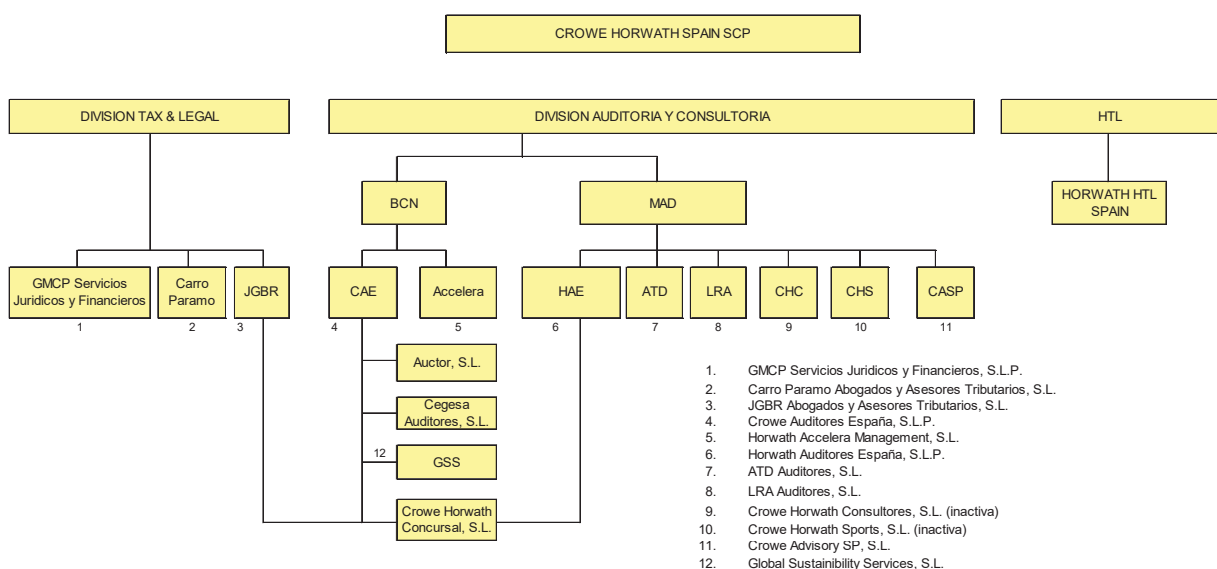 CROWE HORWATH SPAIN SCP
DIVISION TAX & LEGAL
DIVISION AUDITORIA Y CONSULTORIA
HTL
BCN
MAD
HORWATH HTL
SPAIN
GMCP Servicios
Juridicos y Financieros
Carro
Paramo
JGBR
CAE
Accelera
HAE
ATD
LRA
CHC
CHS
CASP
1
2
3
4
5
6
7
8
9
10
11
Auctor, S.L.
Cegesa
Auditores, S.L.
12
GSS
Crowe Horwath
Concursal, S.L.
1. GMCP Servicios Juridicos y Financieros, S.L.P.
2. Carro Paramo Abogados y Asesores Tributarios, S.L.
3. JGBR Abogados y Asesores Tributarios, S.L.
4. Crowe Auditores España, S.L.P.
5. Horwath Accelera Management, S.L.
6. Horwath Auditores España, S.L.P.
7. ATD Auditores, S.L.
8. LRA Auditores, S.L.
9. Crowe Horwath Consultores, S.L. (inactiva)
10. Crowe Horwath Sports, S.L. (inactiva)
11. Crowe Advisory SP, S.L.
12. Global Sustainibility Services, S.L.